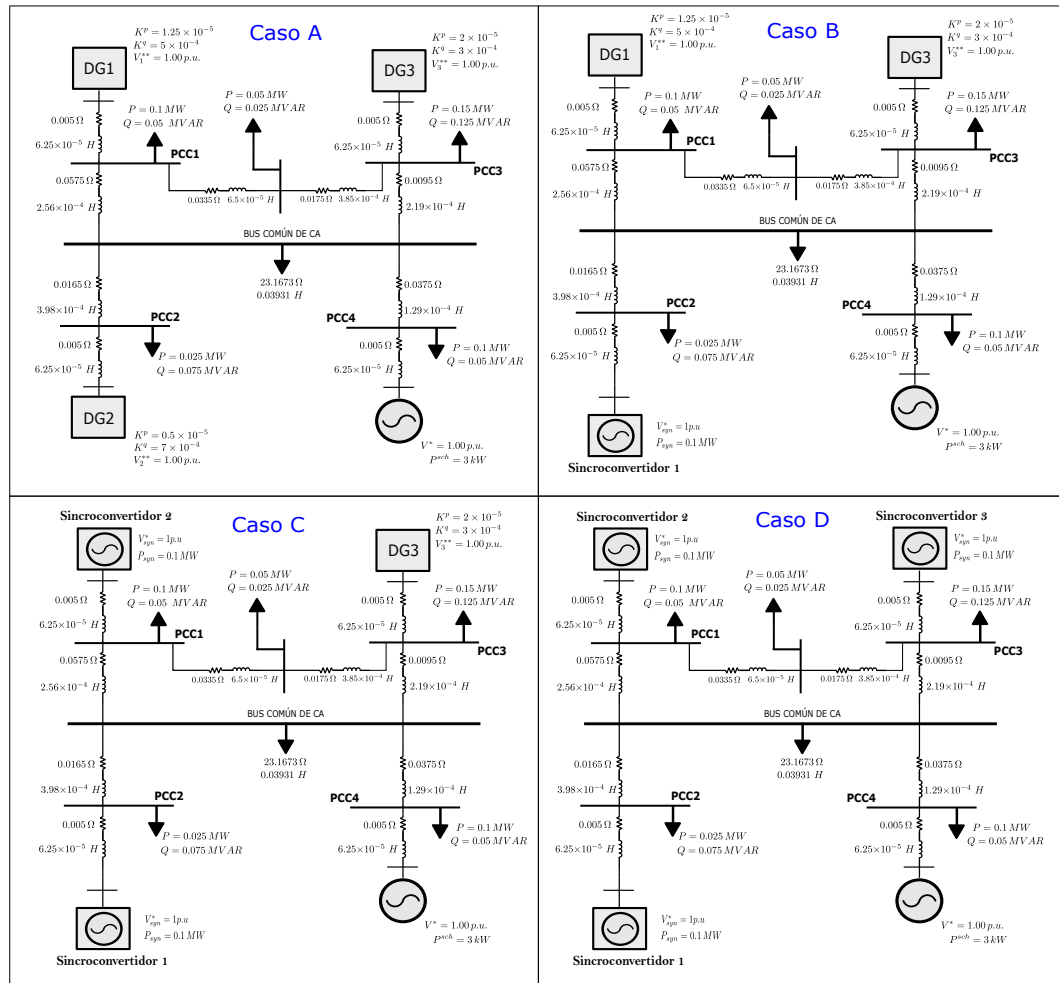 Caso A
K^p = 1.25 × 10^-5
K^q = 5 × 10^-4
V_1^** = 1.00 p.u.
DG1
K^p = 2 × 10^-5
K^q = 3 × 10^-4
V_3^** = 1.00 p.u.
DG3
P = 0.05 MW
Q = 0.025 MVAR
0.005 Ω
P = 0.1 MW
Q = 0.05 MVAR
0.005 Ω
P = 0.15 MW
Q = 0.125 MVAR
6.25×10^-5 H
PCC1
6.25×10^-5 H
PCC3
0.0575 Ω
0.0335 Ω
6.5×10^-5 H
0.0175 Ω
3.85×10^-4 H
0.0095 Ω
2.56×10^-4 H
2.19×10^-4 H
BUS COMÚN DE CA
23.1673 Ω
0.03931 H
0.0165 Ω
0.0375 Ω
3.98×10^-4 H
PCC2
PCC4
1.29×10^-4 H
0.005 Ω
P = 0.025 MW
Q = 0.075 MVAR
0.005 Ω
P = 0.1 MW
Q = 0.05 MVAR
6.25×10^-5 H
6.25×10^-5 H
DG2
K^p = 0.5 × 10^-5
K^q = 7 × 10^-4
V_2^** = 1.00 p.u.
V^* = 1.00 p.u.
P^sch = 3 kW
Caso B
K^p = 1.25 × 10^-5
K^q = 5 × 10^-4
V_1^** = 1.00 p.u.
DG1
K^p = 2 × 10^-5
K^q = 3 × 10^-4
V_3^** = 1.00 p.u.
DG3
P = 0.05 MW
Q = 0.025 MVAR
0.005 Ω
P = 0.1 MW
Q = 0.05 MVAR
0.005 Ω
P = 0.15 MW
Q = 0.125 MVAR
6.25×10^-5 H
PCC1
6.25×10^-5 H
PCC3
0.0575 Ω
0.0335 Ω
6.5×10^-5 H
0.0175 Ω
3.85×10^-4 H
0.0095 Ω
2.56×10^-4 H
2.19×10^-4 H
BUS COMÚN DE CA
23.1673 Ω
0.03931 H
0.0165 Ω
0.0375 Ω
3.98×10^-4 H
PCC2
PCC4
1.29×10^-4 H
0.005 Ω
P = 0.025 MW
Q = 0.075 MVAR
0.005 Ω
P = 0.1 MW
Q = 0.05 MVAR
6.25×10^-5 H
6.25×10^-5 H
V_syn^* = 1p.u
P_syn = 0.1 MW
Sincroconvertidor 1
V^* = 1.00 p.u.
P^sch = 3 kW
Caso C
Sincroconvertidor 2
V_syn^* = 1p.u
P_syn = 0.1 MW
K^p = 2 × 10^-5
K^q = 3 × 10^-4
V_3^** = 1.00 p.u.
DG3
P = 0.05 MW
Q = 0.025 MVAR
0.005 Ω
P = 0.1 MW
Q = 0.05 MVAR
0.005 Ω
P = 0.15 MW
Q = 0.125 MVAR
6.25×10^-5 H
PCC1
6.25×10^-5 H
PCC3
0.0575 Ω
0.0335 Ω
6.5×10^-5 H
0.0175 Ω
3.85×10^-4 H
0.0095 Ω
2.56×10^-4 H
2.19×10^-4 H
BUS COMÚN DE CA
23.1673 Ω
0.03931 H
0.0165 Ω
0.0375 Ω
3.98×10^-4 H
PCC2
PCC4
1.29×10^-4 H
0.005 Ω
P = 0.025 MW
Q = 0.075 MVAR
0.005 Ω
P = 0.1 MW
Q = 0.05 MVAR
6.25×10^-5 H
6.25×10^-5 H
V_syn^* = 1p.u
P_syn = 0.1 MW
Sincroconvertidor 1
V^* = 1.00 p.u.
P^sch = 3 kW
Caso D
Sincroconvertidor 2
V_syn^* = 1p.u
P_syn = 0.1 MW
Sincroconvertidor 3
V_syn^* = 1p.u
P_syn = 0.1 MW
P = 0.05 MW
Q = 0.025 MVAR
0.005 Ω
P = 0.1 MW
Q = 0.05 MVAR
0.005 Ω
P = 0.15 MW
Q = 0.125 MVAR
6.25×10^-5 H
PCC1
6.25×10^-5 H
PCC3
0.0575 Ω
0.0335 Ω
6.5×10^-5 H
0.0175 Ω
3.85×10^-4 H
0.0095 Ω
2.56×10^-4 H
2.19×10^-4 H
BUS COMÚN DE CA
23.1673 Ω
0.03931 H
0.0165 Ω
0.0375 Ω
3.98×10^-4 H
PCC2
PCC4
1.29×10^-4 H
0.005 Ω
P = 0.025 MW
Q = 0.075 MVAR
0.005 Ω
P = 0.1 MW
Q = 0.05 MVAR
6.25×10^-5 H
6.25×10^-5 H
V_syn^* = 1p.u
P_syn = 0.1 MW
Sincroconvertidor 1
V^* = 1.00 p.u.
P^sch = 3 kW